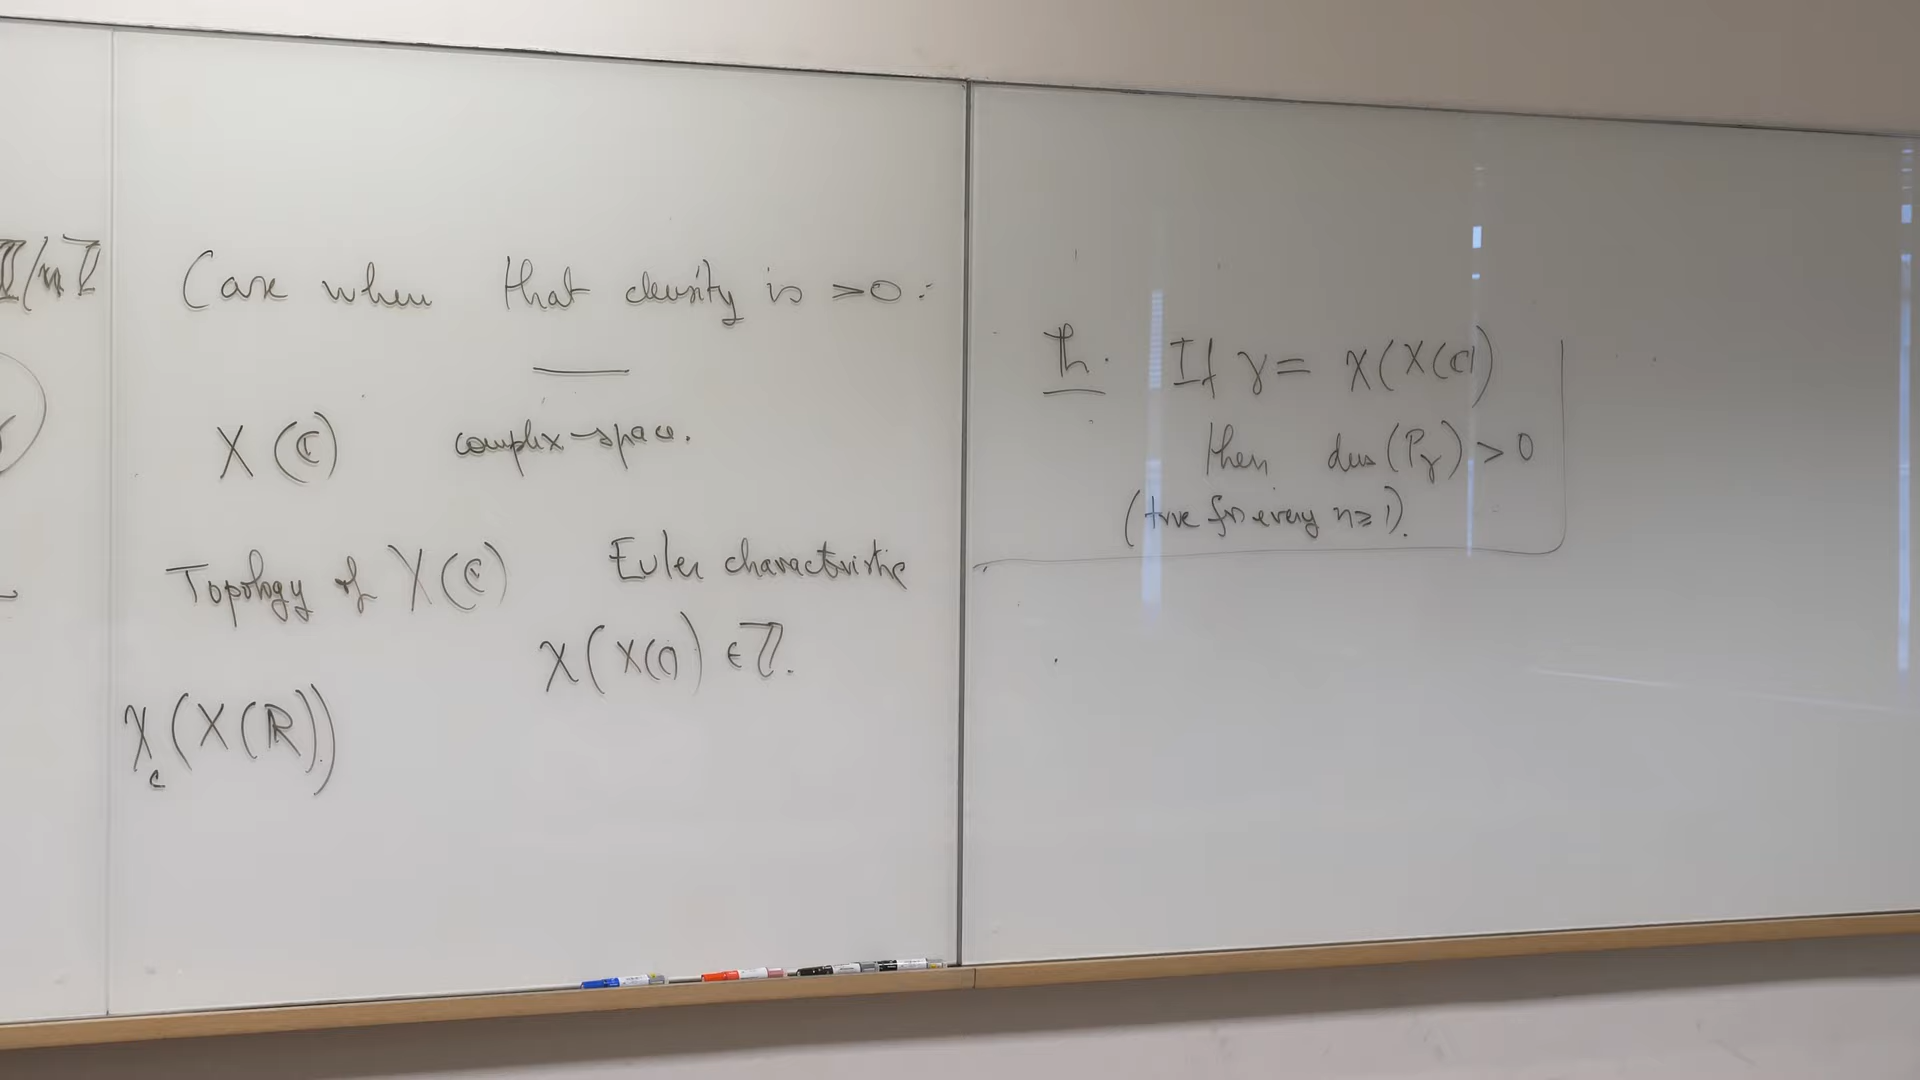 ℤ/nℤ
Case when that density is >0:
X(ℂ) complex-space.
Topology of X(ℂ) Euler characteristic
χ(X(ℂ)) ∈ ℤ.
χ_c(X(ℝ))
Th. If γ = χ(X(ℂ))
then dens(P_γ) > 0
(true for every n≥1).